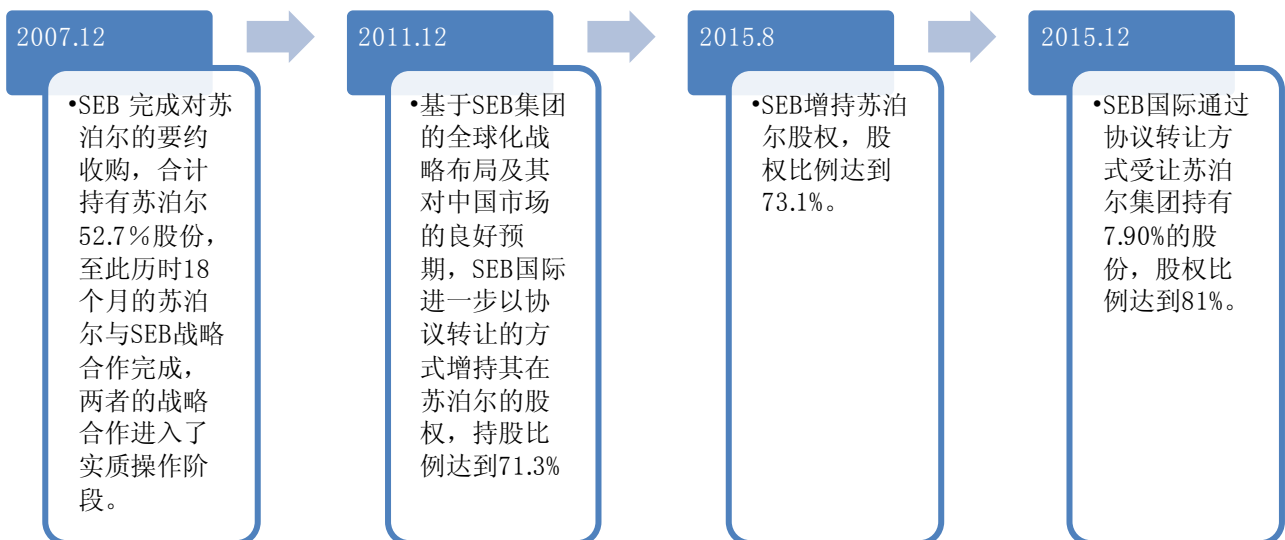 2007.12
•SEB 完成对苏
泊尔的要约
收购，合计
持有苏泊尔
52.7％股份，
至此历时18
个月的苏泊
尔与SEB战略
合作完成，
两者的战略
合作进入了
实质操作阶
段。
2011.12
•基于SEB集团
的全球化战
略布局及其
对中国市场
的良好预
期，SEB国际
进一步以协
议转让的方
式增持其在
苏泊尔的股
权，持股比
例达到71.3%
2015.8
•SEB增持苏泊
尔股权，股
权比例达到
73.1%。
2015.12
•SEB国际通过
协议转让方
式受让苏泊
尔集团持有
7.90%的股
份，股权比
例达到81%。